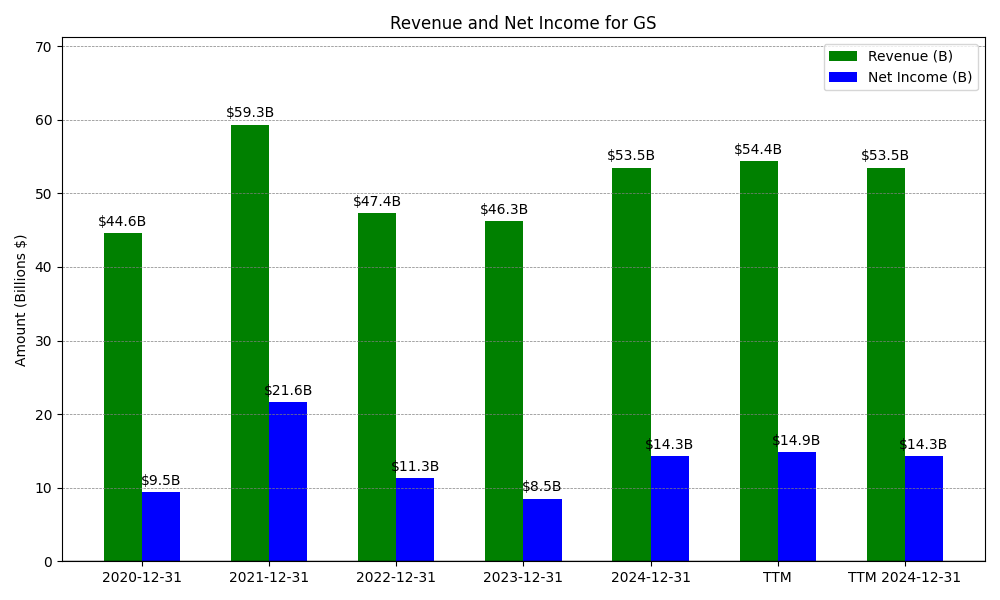 Revenue and Net Income for GS
Revenue (B)
Net Income (B)
Amount (Billions $)
70
60
50
40
30
20
10
0
$44.6B
$59.3B
$47.4B
$46.3B
$53.5B
$54.4B
$53.5B
$9.5B
$21.6B
$11.3B
$8.5B
$14.3B
$14.9B
$14.3B
2020-12-31
2021-12-31
2022-12-31
2023-12-31
2024-12-31
TTM
TTM 2024-12-31